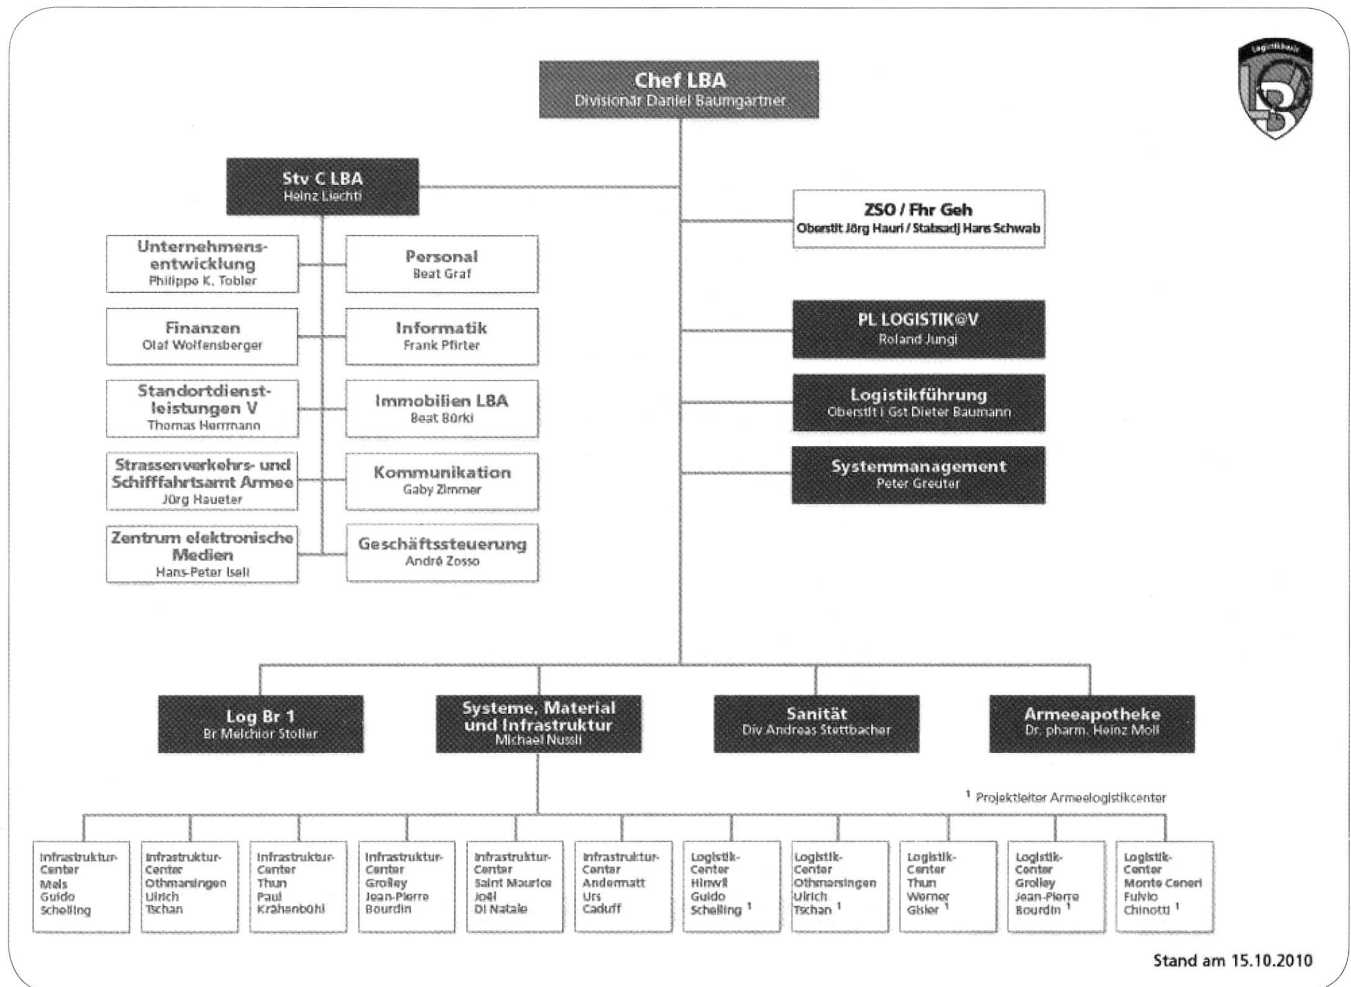 Logistikbasis
LB
Chef LBA
Divisionär Daniel Baumgartner
Stv C LBA
Heinz Liechti
ZSO / Fhr Geh
Oberstlt Jörg Hauri / Stabsadj Hans Schwab
Unternehmens-
entwicklung
Philippe K. Tobler
Personal
Beat Graf
PL LOGISTIK@V
Roland Jungi
Finanzen
Olaf Wolfensberger
Informatik
Frank Pfirter
Logistikführung
Oberstlt i Gst Dieter Baumann
Standortdienst-
leistungen V
Thomas Herrmann
Immobilien LBA
Beat Bürki
Systemmanagement
Peter Greuter
Strassenverkehrs- und
Schifffahrtsamt Armee
Jürg Haueter
Kommunikation
Gaby Zimmer
Zentrum elektronische
Medien
Hans-Peter Iseli
Geschäftssteuerung
André Zosso
Log Br 1
Br Melchior Stoller
Systeme, Material
und Infrastruktur
Michael Nussli
Sanität
Div Andreas Stettbacher
Armeeapotheke
Dr. pharm. Heinz Moll
¹ Projektleiter Armeelogistikcenter
Infrastruktur-
Center
Mels
Guido
Schelling
Infrastruktur-
Center
Othmarsingen
Ulrich
Tschan
Infrastruktur-
Center
Thun
Paul
Krähenbühl
Infrastruktur-
Center
Grolley
Jean-Pierre
Bourdin
Infrastruktur-
Center
Saint Maurice
Joël
Di Natale
Infrastruktur-
Center
Andermatt
Urs
Caduff
Logistik-
Center
Hinwil
Guido
Schelling ¹
Logistik-
Center
Othmarsingen
Ulrich
Tschan ¹
Logistik-
Center
Thun
Werner
Gisler ¹
Logistik-
Center
Grolley
Jean-Pierre
Bourdin ¹
Logistik-
Center
Monte Ceneri
Fulvio
Chinotti ¹
Stand am 15.10.2010